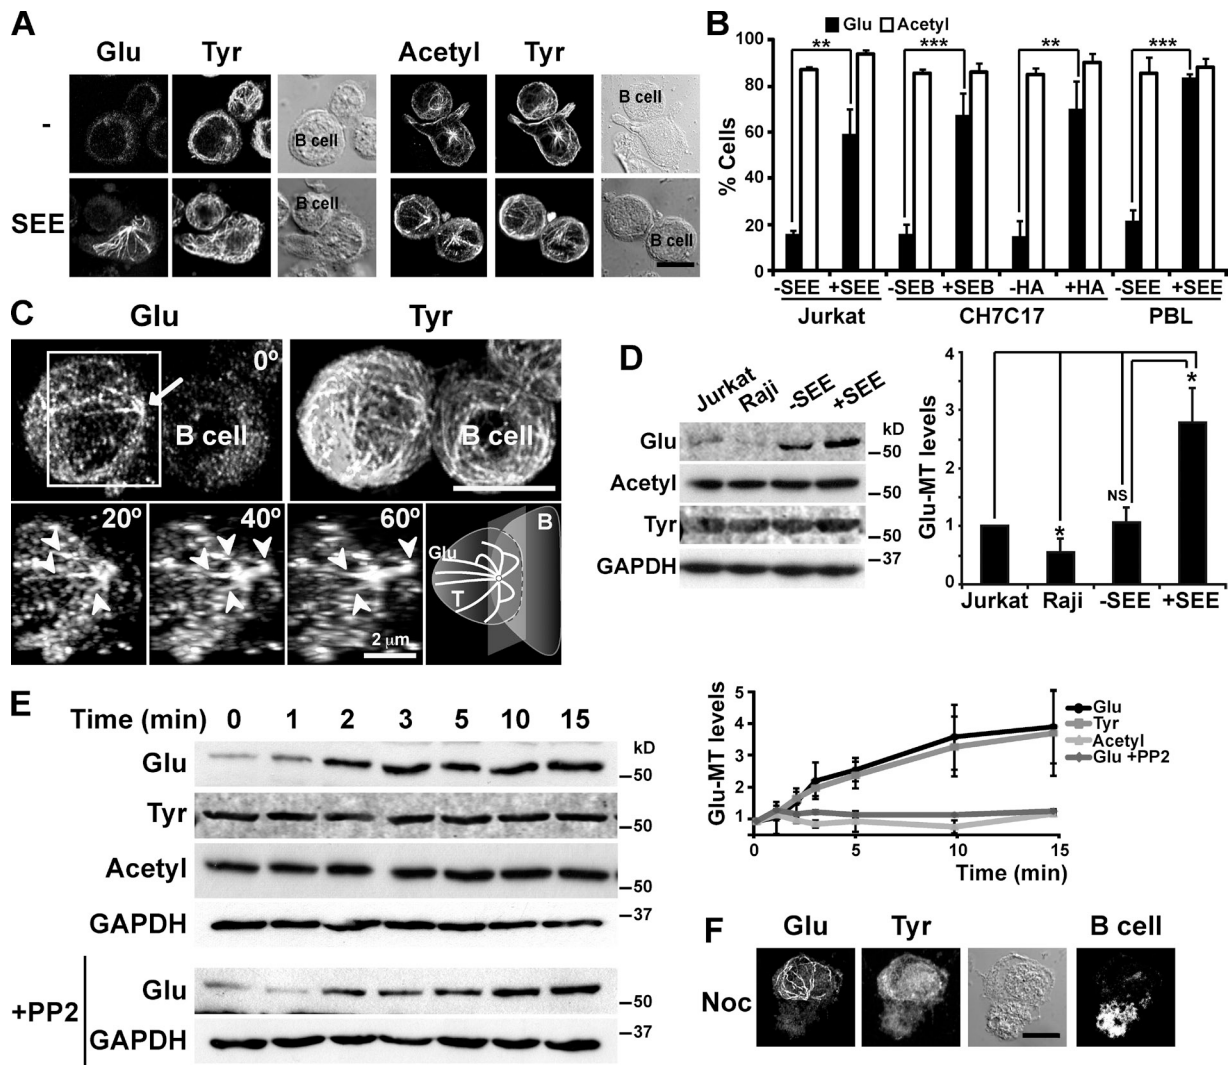 A
Glu Tyr Acetyl Tyr
-
B cell
B cell
SEE
B cell
B cell
B
Glu Acetyl
100
80
60
40
20
0
% Cells
** *** ** ***
-SEE +SEE -SEB +SEB -HA +HA -SEE +SEE
Jurkat CH7C17 PBL
C
Glu Tyr
0º
B cell
B cell
20º 40º 60º
2 µm
Glu
T
B
D
Jurkat Raji -SEE +SEE
kD
Glu
50
Acetyl
50
Tyr
50
GAPDH
37
Glu-MT levels
4
3
2
1
0
*
NS
*
Jurkat Raji -SEE +SEE
E
Time (min) 0 1 2 3 5 10 15
kD
Glu
50
Tyr
50
Acetyl
50
GAPDH
37
+PP2
Glu
50
GAPDH
37
Glu-MT levels
5
4
3
2
1
0 5 10 15
Time (min)
Glu
Tyr
Acetyl
Glu +PP2
F
Glu Tyr B cell
Noc